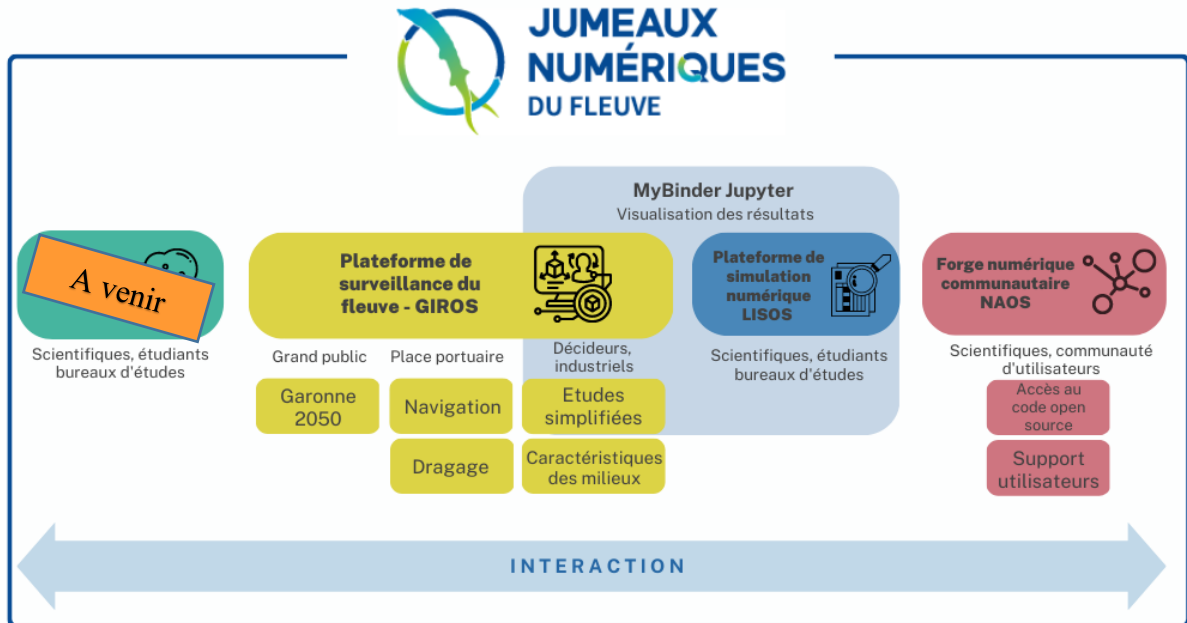 JUMEAUX
NUMÉRIQUES
DU FLEUVE
MyBinder Jupyter
Visualisation des résultats
A venir
Scientifiques, étudiants
bureaux d'études
Plateforme de
surveillance du
fleuve - GIROS
Grand public
Place portuaire
Décideurs,
industriels
Garonne
2050
Navigation
Etudes
simplifiées
Dragage
Caractéristiques
des milieux
Plateforme de
simulation
numérique
LISOS
Scientifiques, étudiants
bureaux d'études
Forge numérique
communautaire
NAOS
Scientifiques, communauté
d'utilisateurs
Accès au
code open
source
Support
utilisateurs
INTERACTION